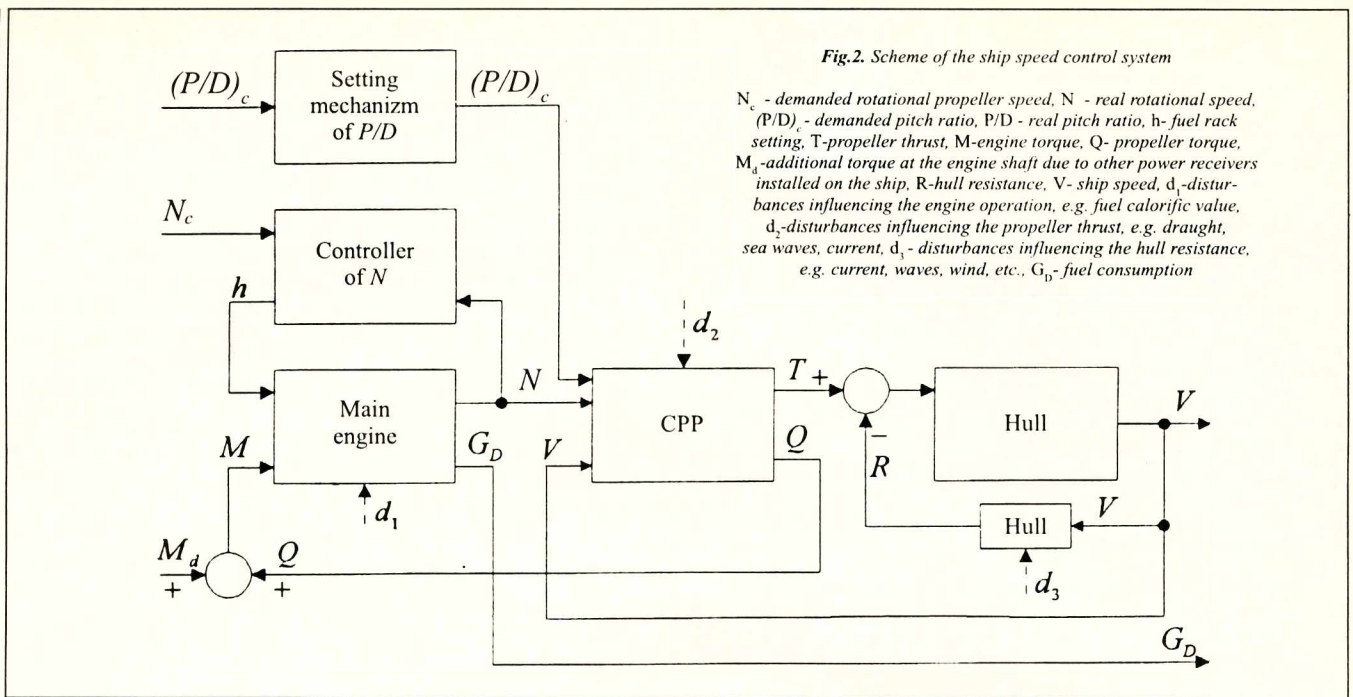 Fig.2. Scheme of the ship speed control system
N_c - demanded rotational propeller speed, N - real rotational speed,
(P/D)_c - demanded pitch ratio, P/D - real pitch ratio, h- fuel rack
setting, T-propeller thrust, M-engine torque, Q- propeller torque,
M_d-additional torque at the engine shaft due to other power receivers
installed on the ship, R-hull resistance, V- ship speed, d_1-distur-
bances influencing the engine operation, e.g. fuel calorific value,
d_2-disturbances influencing the propeller thrust, e.g. draught,
sea waves, current, d_3 - disturbances influencing the hull resistance,
e.g. current, waves, wind, etc., G_D- fuel consumption
(P/D)_c
Setting
mechanizm
of P/D
(P/D)_c
N_c
Controller
of N
h
Main
engine
N
G_D
M
d_1
M_d
+
Q
+
d_2
CPP
V
T +
Q
−
R
Hull
V
Hull
V
d_3
G_D